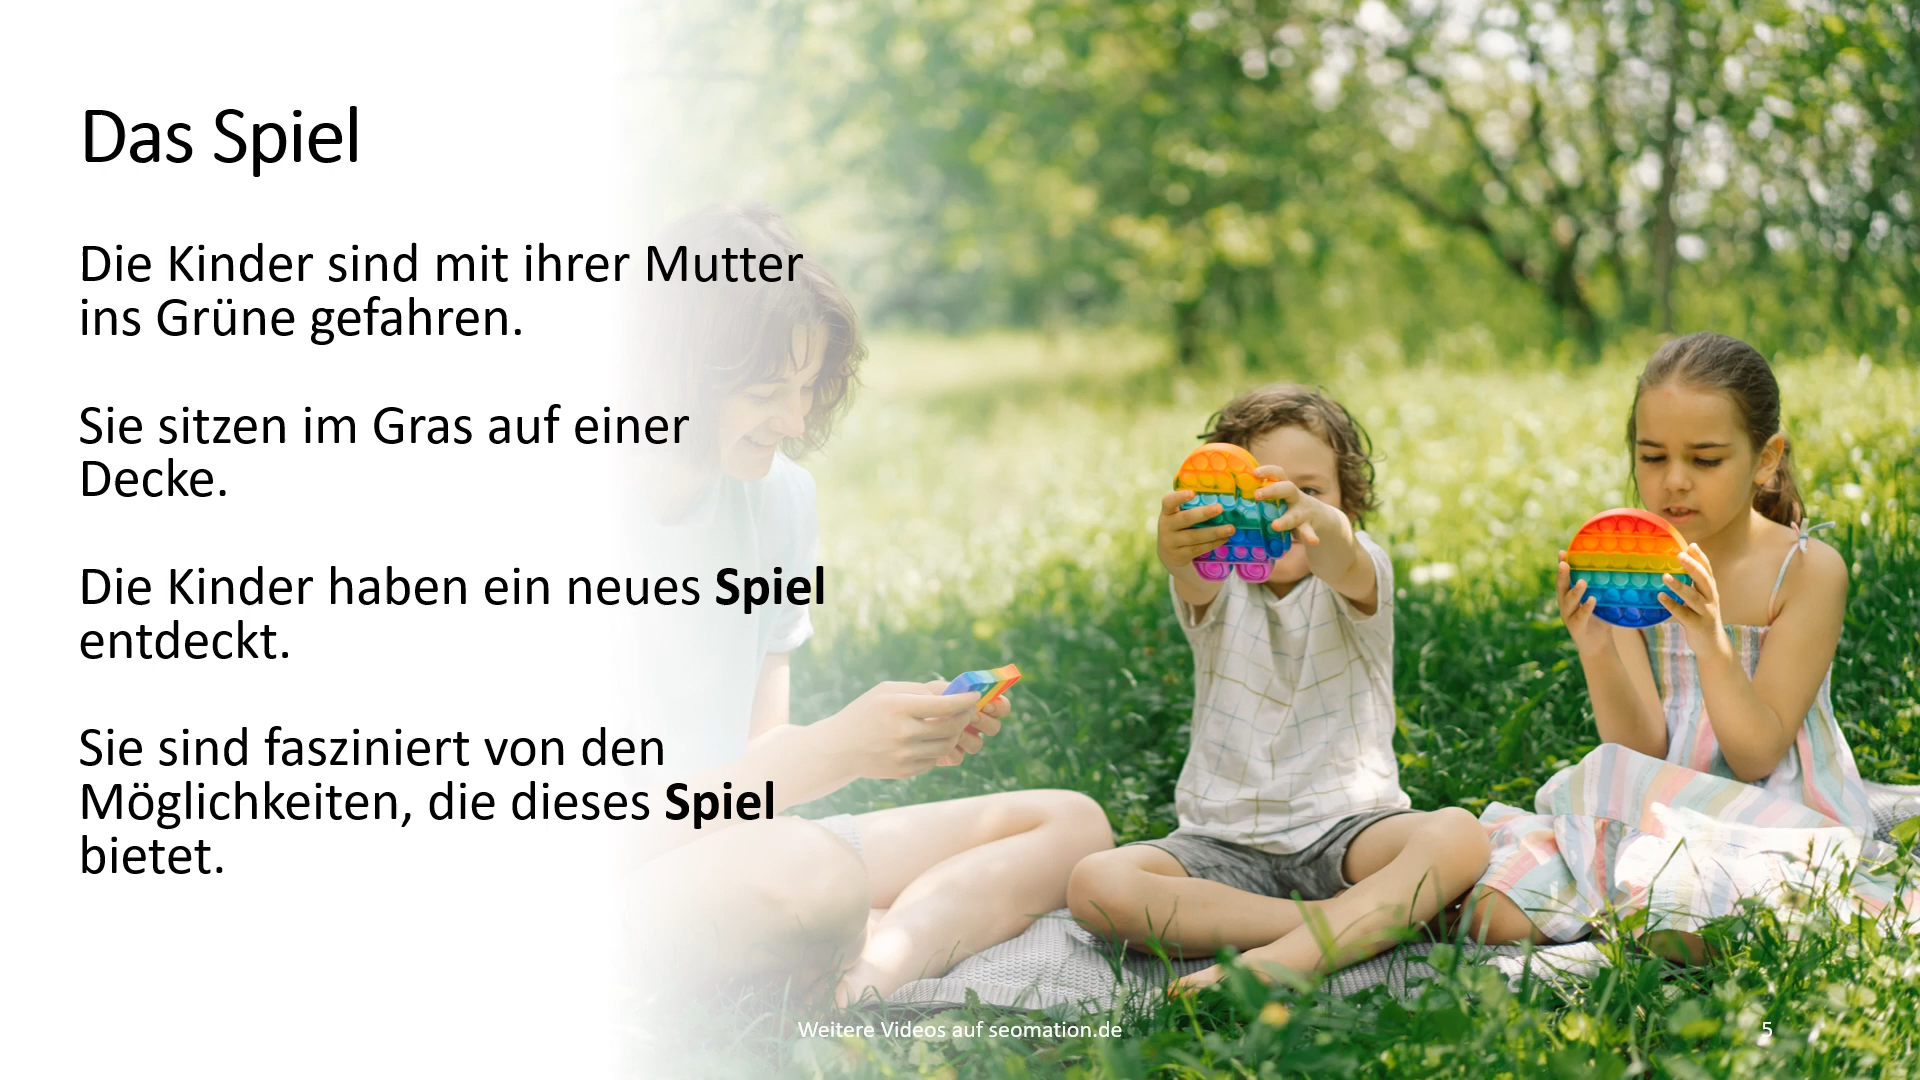 Das Spiel
Die Kinder sind mit ihrer Mutter
ins Grüne gefahren.
Sie sitzen im Gras auf einer
Decke.
Die Kinder haben ein neues Spiel
entdeckt.
Sie sind fasziniert von den
Möglichkeiten, die dieses Spiel
bietet.
Weitere Videos auf seomation.de
5